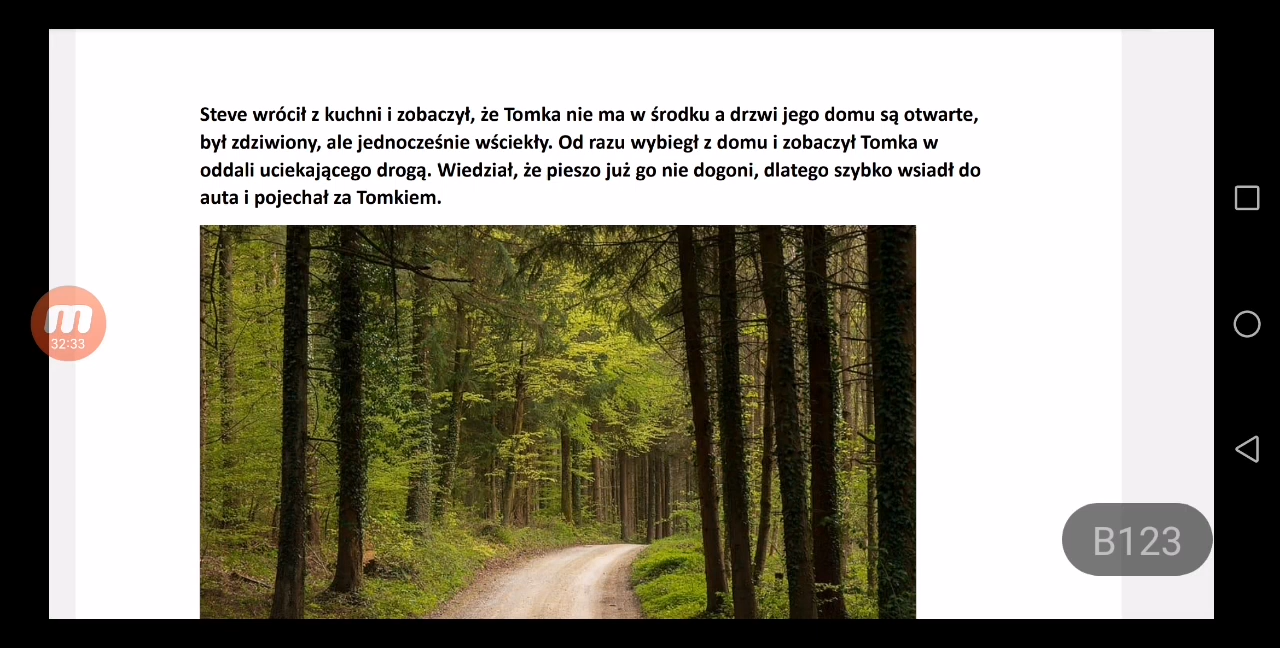 Steve wrócił z kuchni i zobaczył, że Tomka nie ma w środku a drzwi jego domu są otwarte,
był zdziwiony, ale jednocześnie wściekły. Od razu wybiegł z domu i zobaczył Tomka w
oddali uciekającego drogą. Wiedział, że pieszo już go nie dogoni, dlatego szybko wsiadł do
auta i pojechał za Tomkiem.
m
32:33
B123